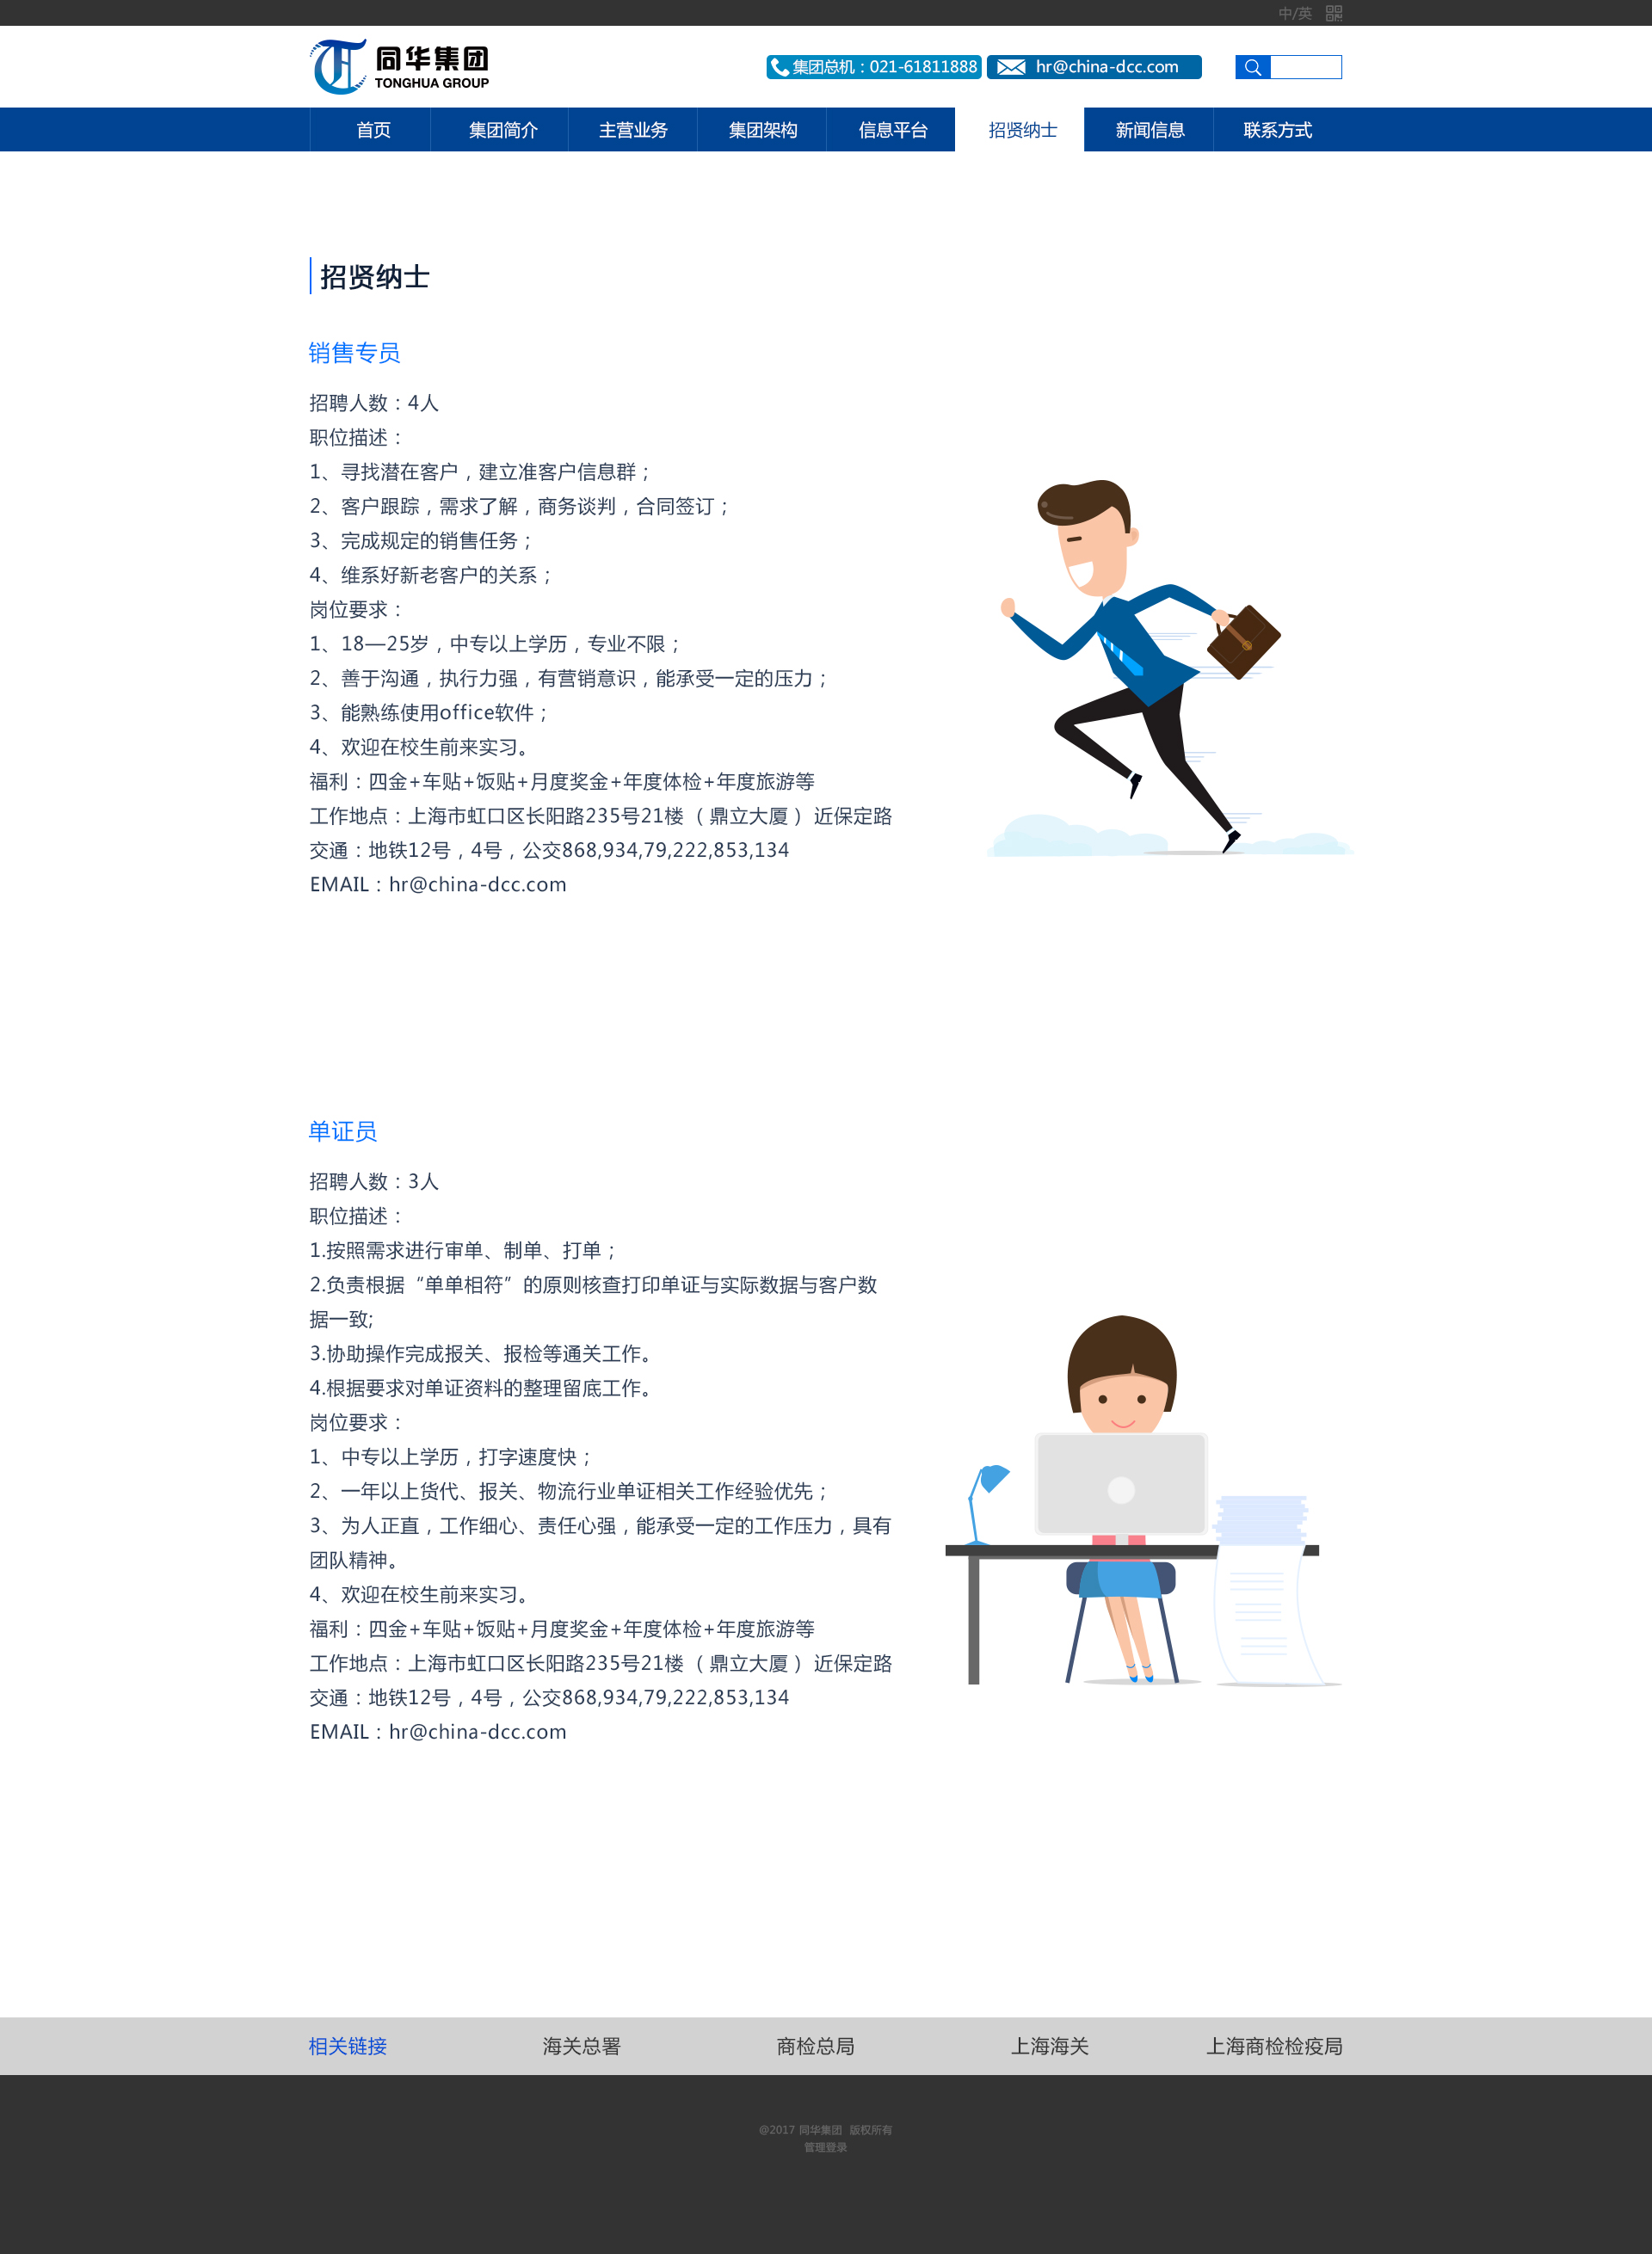 中/英
同华集团
TONGHUA GROUP
集团总机：021-61811888
hr@china-dcc.com
首页 集团简介 主营业务 集团架构 信息平台 招贤纳士 新闻信息 联系方式
招贤纳士
销售专员
招聘人数：4人
职位描述：
1、寻找潜在客户，建立准客户信息群；
2、客户跟踪，需求了解，商务谈判，合同签订；
3、完成规定的销售任务；
4、维系好新老客户的关系；
岗位要求：
1、18—25岁，中专以上学历，专业不限；
2、善于沟通，执行力强，有营销意识，能承受一定的压力；
3、能熟练使用office软件；
4、欢迎在校生前来实习。
福利：四金+车贴+饭贴+月度奖金+年度体检+年度旅游等
工作地点：上海市虹口区长阳路235号21楼（鼎立大厦）近保定路
交通：地铁12号，4号，公交868,934,79,222,853,134
EMAIL：hr@china-dcc.com
单证员
招聘人数：3人
职位描述：
1.按照需求进行审单、制单、打单；
2.负责根据“单单相符”的原则核查打印单证与实际数据与客户数
据一致;
3.协助操作完成报关、报检等通关工作。
4.根据要求对单证资料的整理留底工作。
岗位要求：
1、中专以上学历，打字速度快；
2、一年以上货代、报关、物流行业单证相关工作经验优先；
3、为人正直，工作细心、责任心强，能承受一定的工作压力，具有
团队精神。
4、欢迎在校生前来实习。
福利：四金+车贴+饭贴+月度奖金+年度体检+年度旅游等
工作地点：上海市虹口区长阳路235号21楼（鼎立大厦）近保定路
交通：地铁12号，4号，公交868,934,79,222,853,134
EMAIL：hr@china-dcc.com
相关链接 海关总署 商检总局 上海海关 上海商检检疫局
@2017 同华集团 版权所有
管理登录